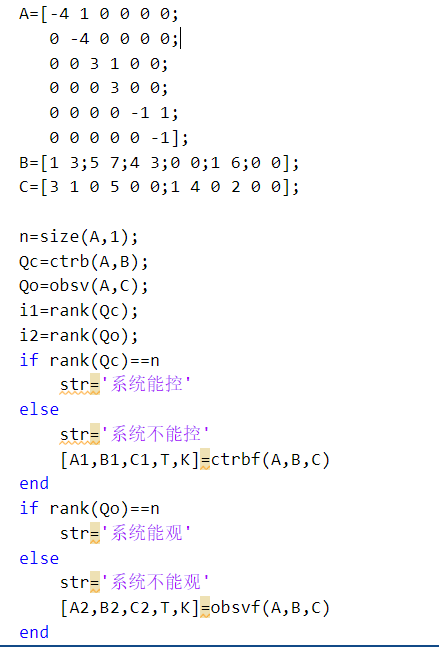 A=[-4 1 0 0 0 0;
0 -4 0 0 0 0;
0 0 3 1 0 0;
0 0 0 3 0 0;
0 0 0 0 -1 1;
0 0 0 0 0 -1];
B=[1 3;5 7;4 3;0 0;1 6;0 0];
C=[3 1 0 5 0 0;1 4 0 2 0 0];
n=size(A,1);
Qc=ctrb(A,B);
Qo=obsv(A,C);
i1=rank(Qc);
i2=rank(Qo);
if rank(Qc)==n
str='系统能控'
else
str='系统不能控'
[A1,B1,C1,T,K]=ctrbf(A,B,C)
end
if rank(Qo)==n
str='系统能观'
else
str='系统不能观'
[A2,B2,C2,T,K]=obsvf(A,B,C)
end